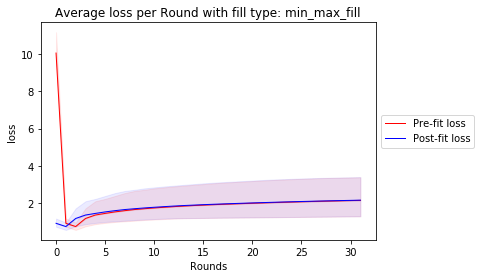 Average loss per Round with fill type: min_max_fill
loss
10
8
6
4
2
0 5 10 15 20 25 30
Rounds
Pre-fit loss
Post-fit loss